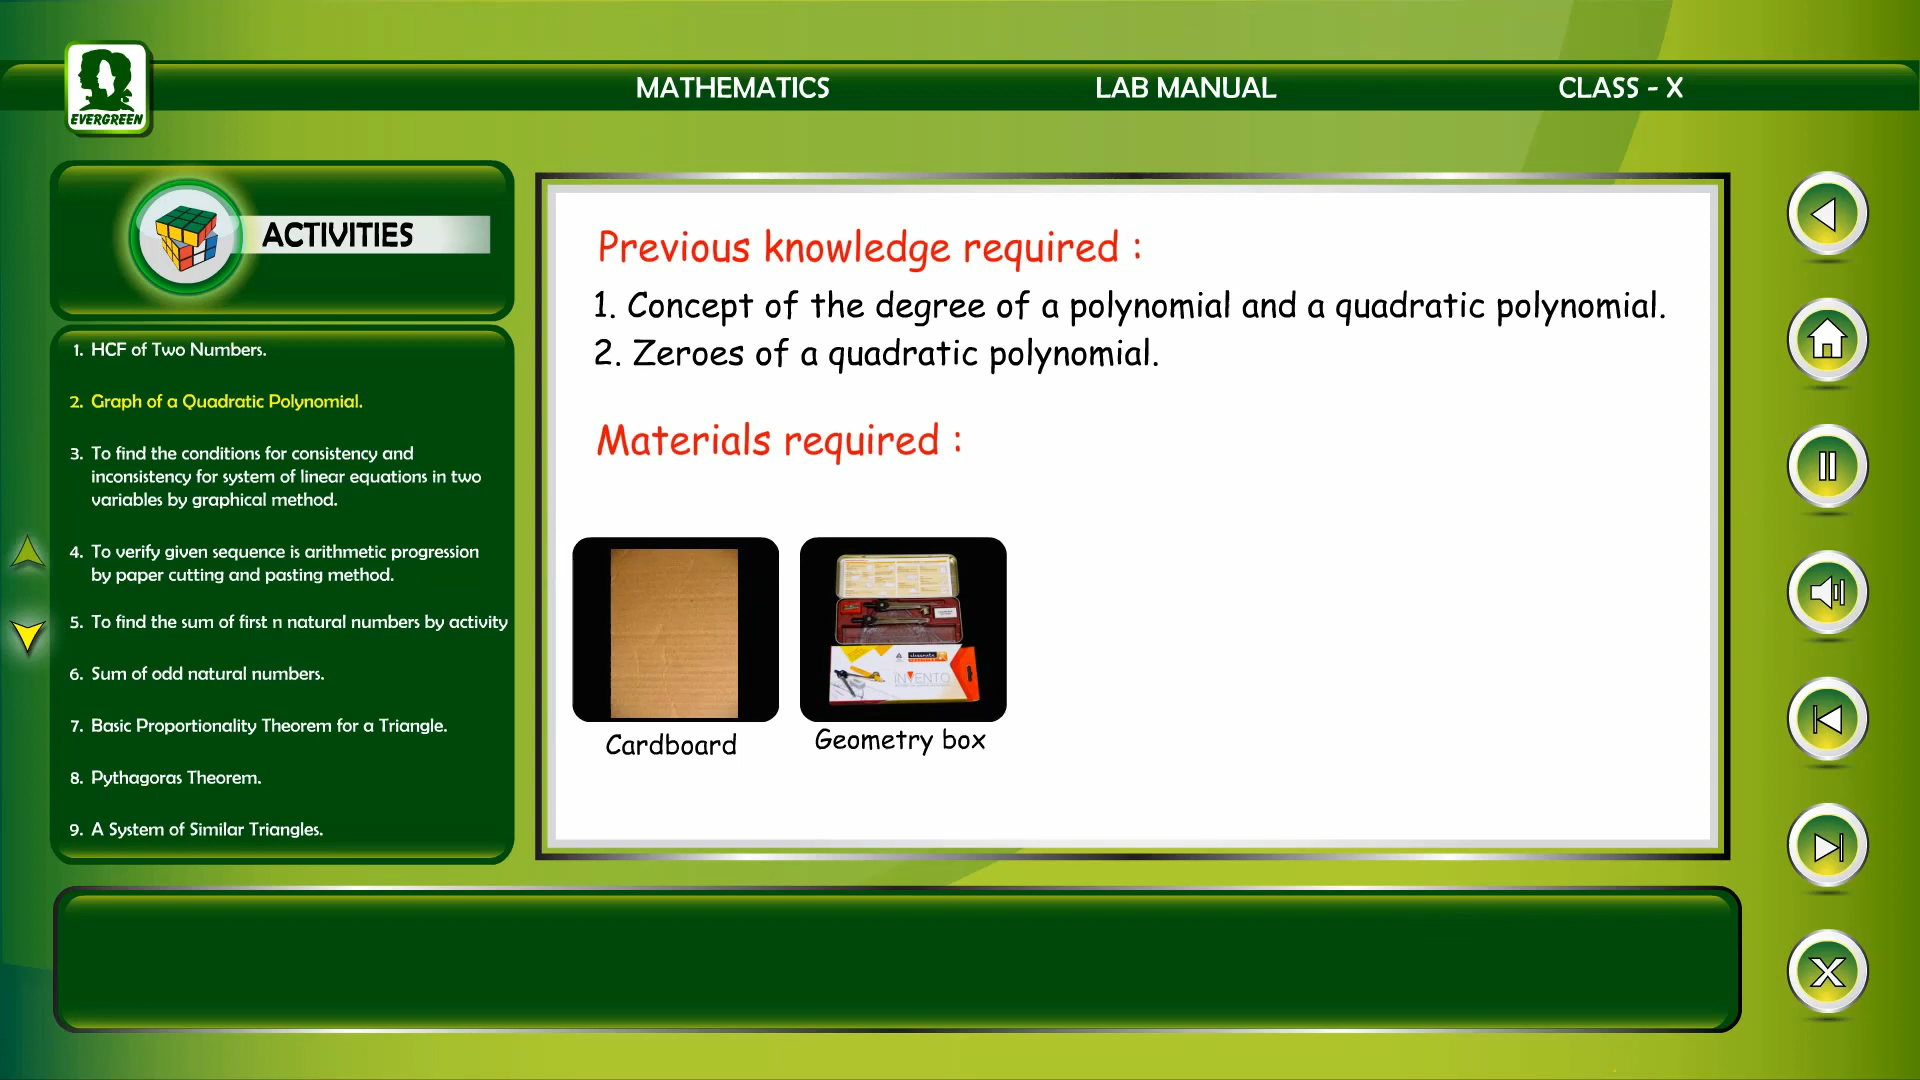 EVERGREEN
MATHEMATICS
LAB MANUAL
CLASS - X
ACTIVITIES
1. HCF of Two Numbers.
2. Graph of a Quadratic Polynomial.
3. To find the conditions for consistency and
inconsistency for system of linear equations in two
variables by graphical method.
4. To verify given sequence is arithmetic progression
by paper cutting and pasting method.
5. To find the sum of first n natural numbers by activity
6. Sum of odd natural numbers.
7. Basic Proportionality Theorem for a Triangle.
8. Pythagoras Theorem.
9. A System of Similar Triangles.
Previous knowledge required :
1. Concept of the degree of a polynomial and a quadratic polynomial.
2. Zeroes of a quadratic polynomial.
Materials required :
INVENTO
Cardboard
Geometry box